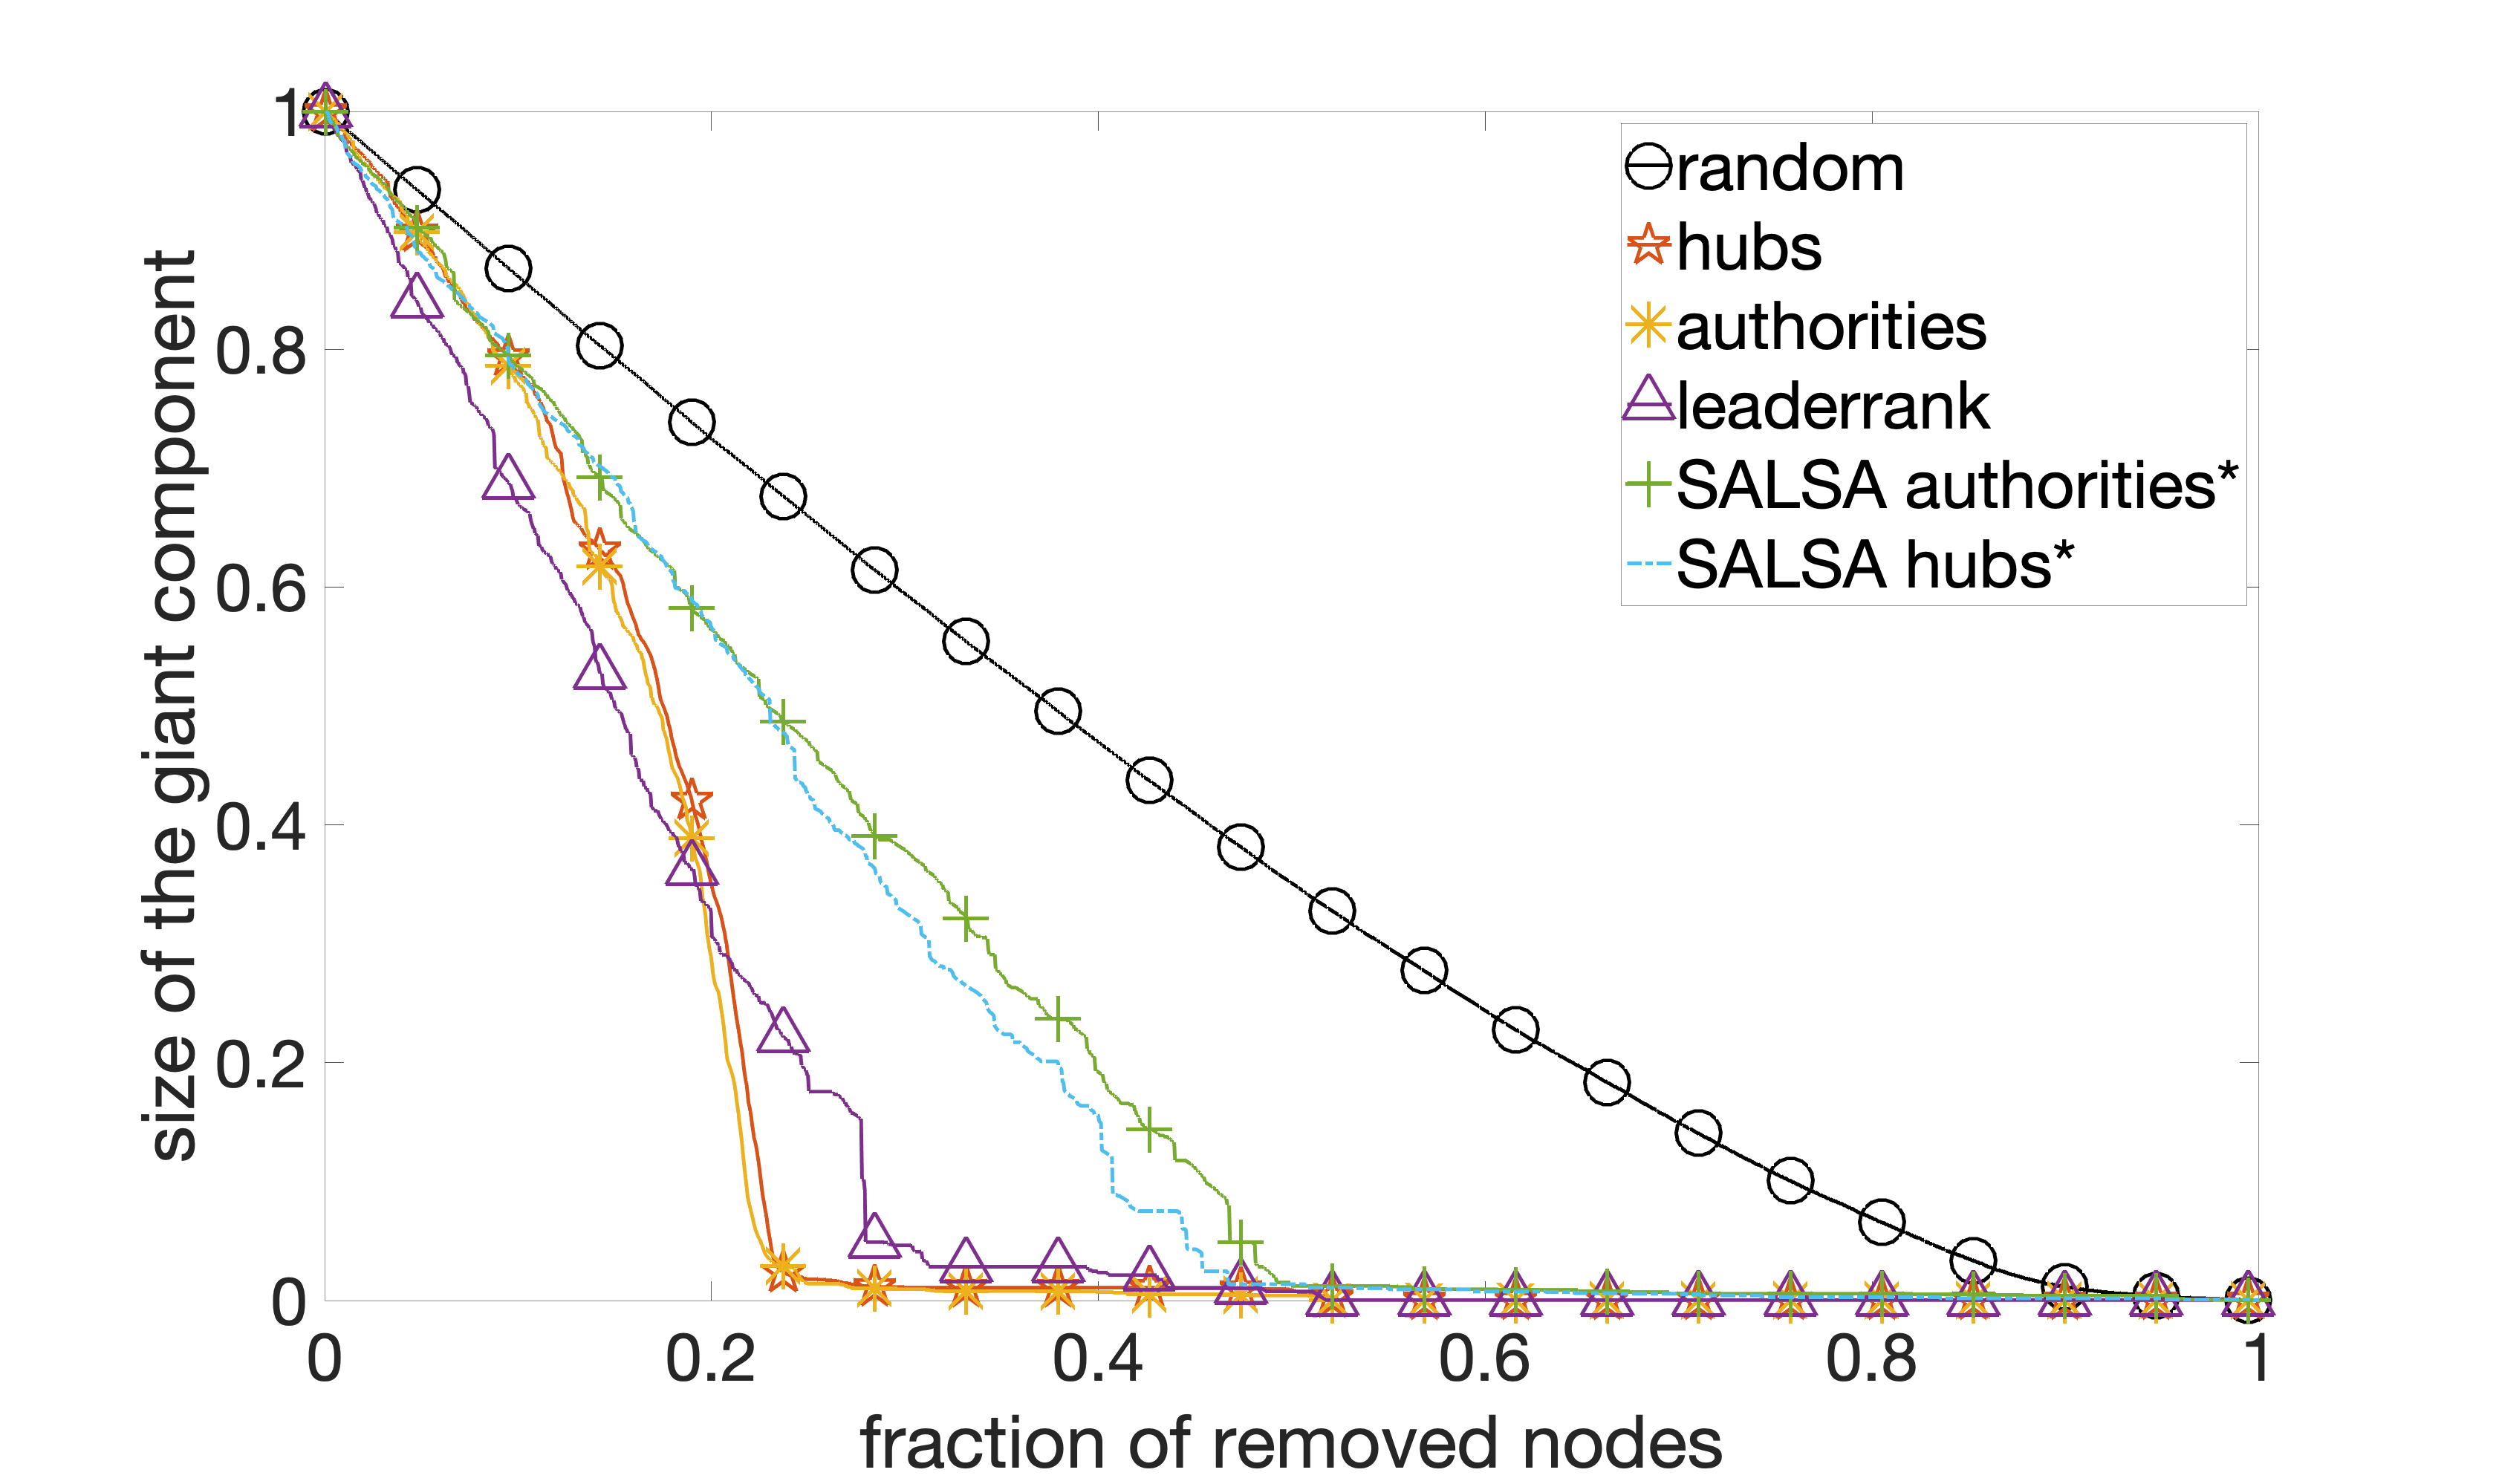 size of the giant component
1
0.8
0.6
0.4
0.2
0
0
0.2
0.4
0.6
0.8
1
fraction of removed nodes
random
hubs
authorities
leaderrank
SALSA authorities*
SALSA hubs*